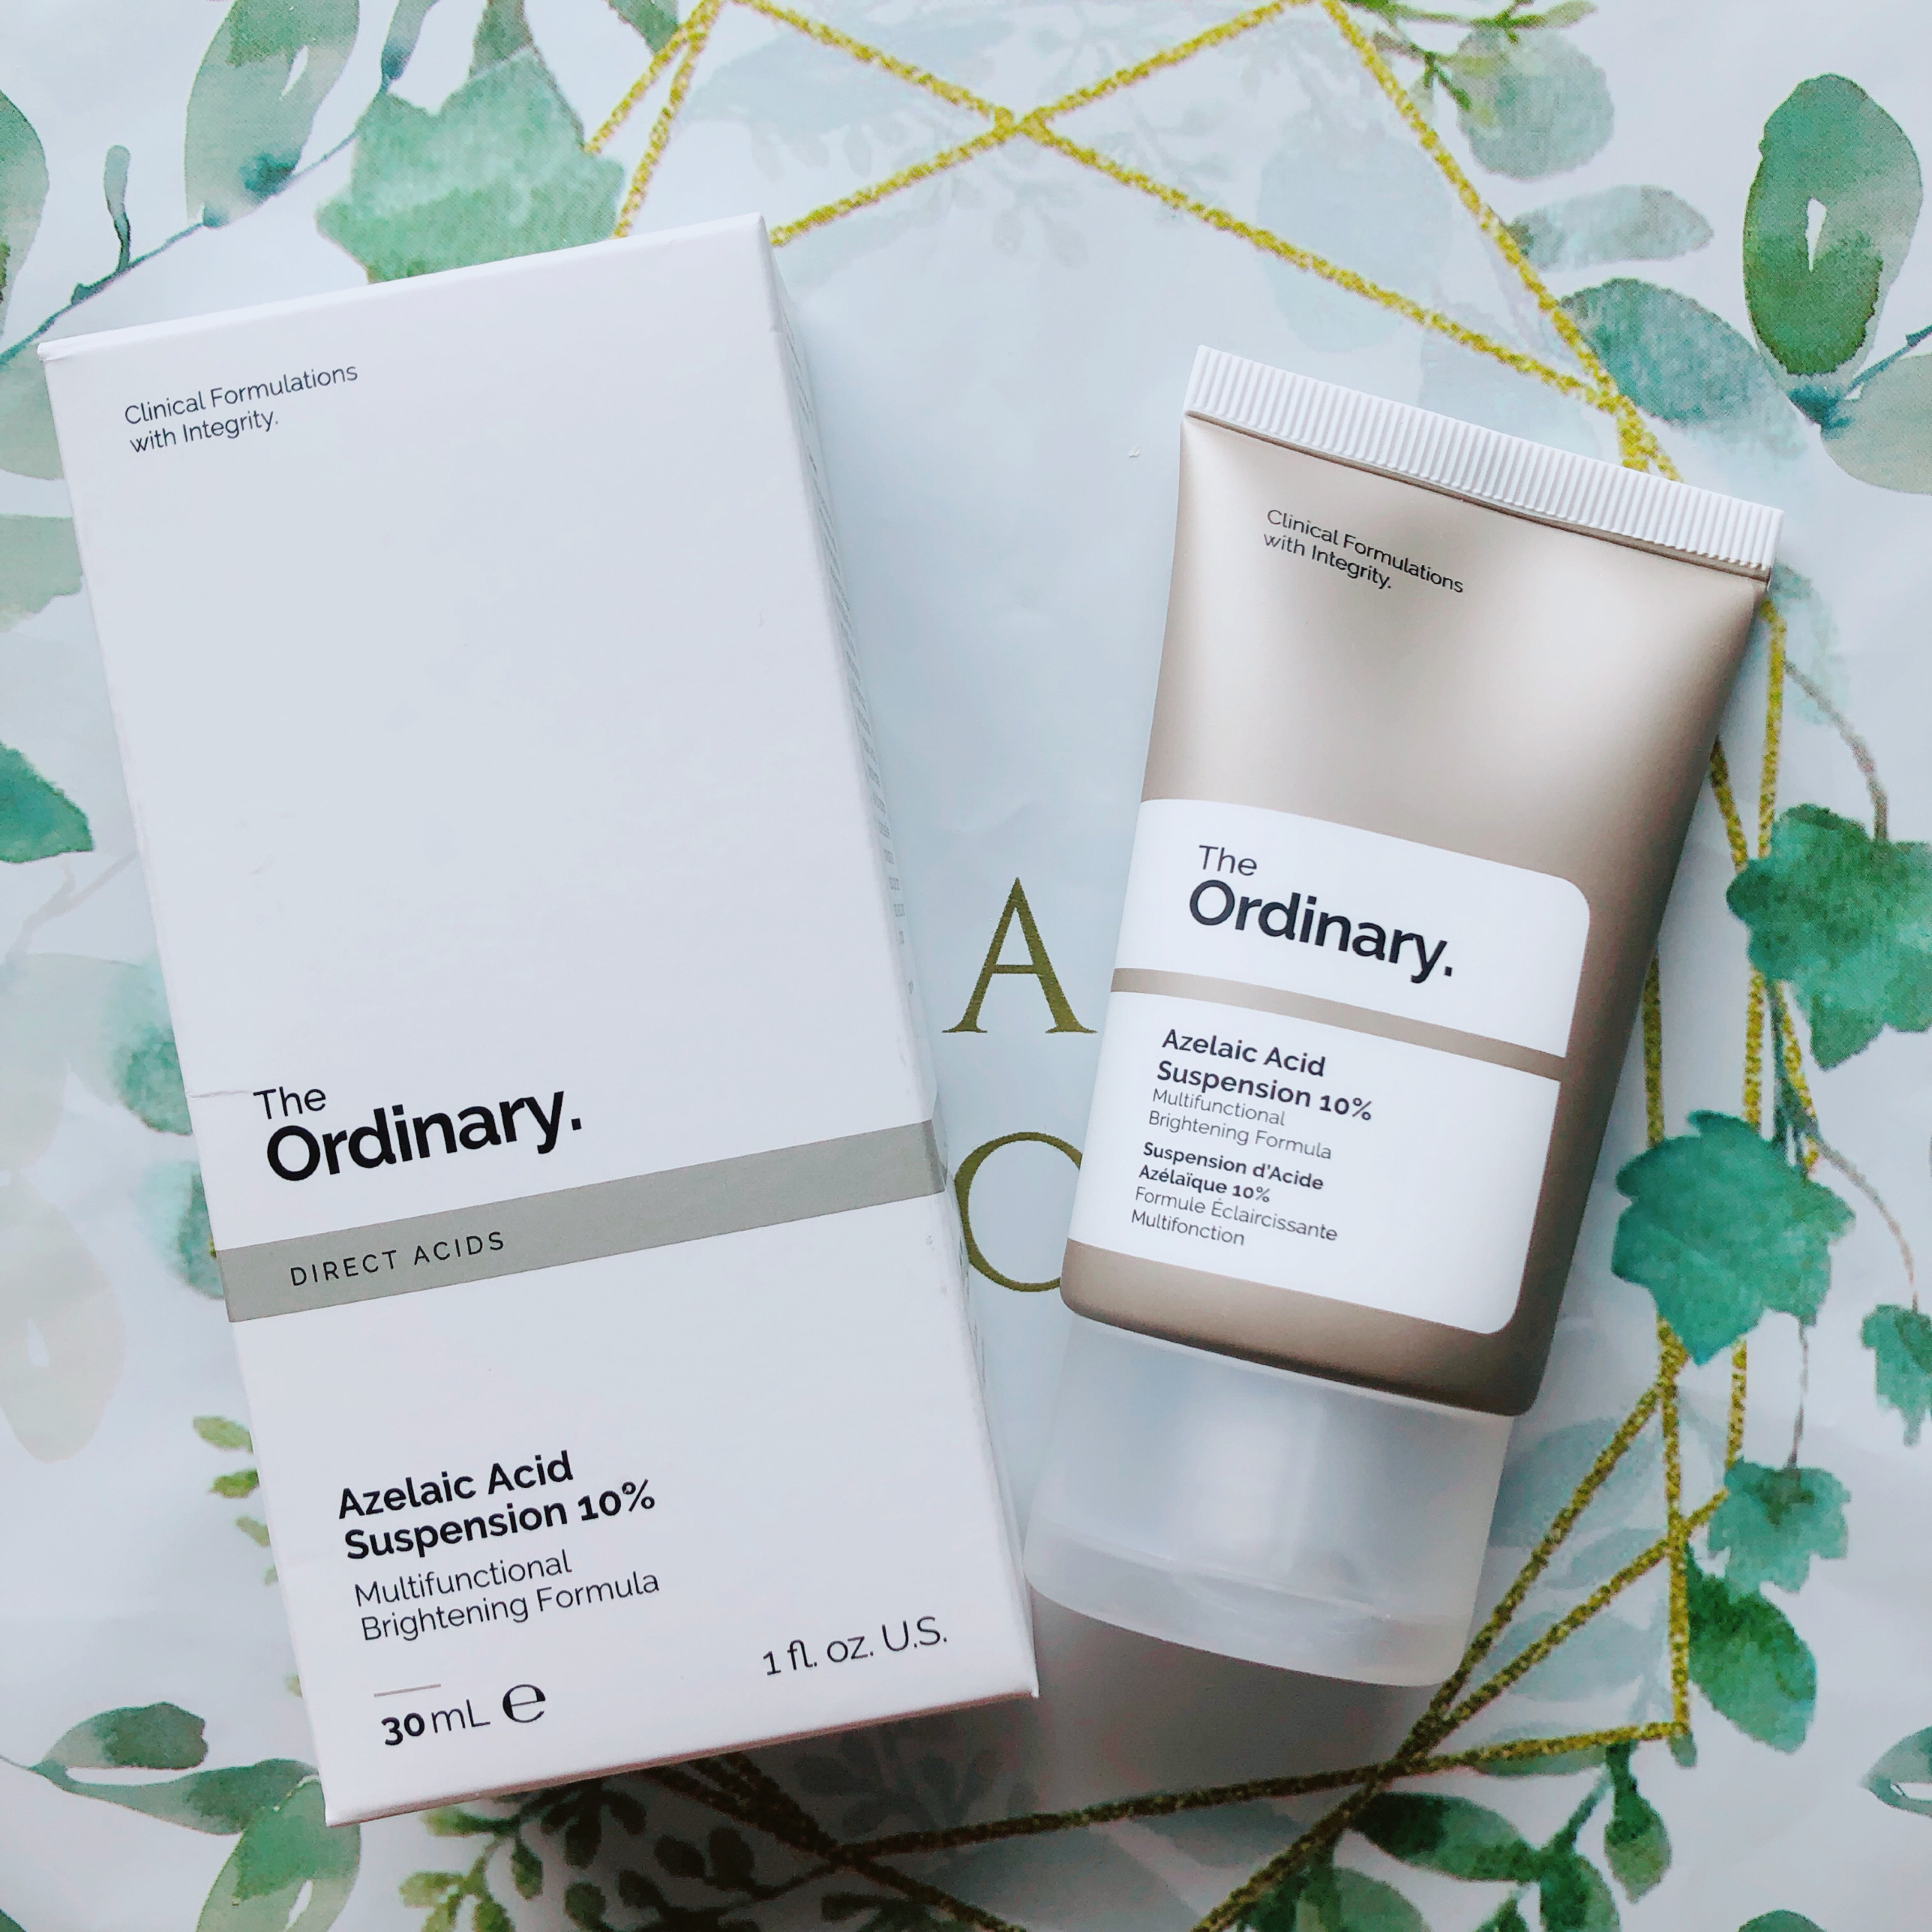 Clinical Formulations
with Integrity.
The
Ordinary.
DIRECT ACIDS
Azelaic Acid
Suspension 10%
Multifunctional
Brightening Formula
30 mL ℮
1 fl. oz. U.S.
A
Clinical Formulations
with Integrity.
The
Ordinary.
Azelaic Acid
Suspension 10%
Multifunctional
Brightening Formula
Suspension d'Acide
Azélaïque 10%
Formule Éclaircissante
Multifonction